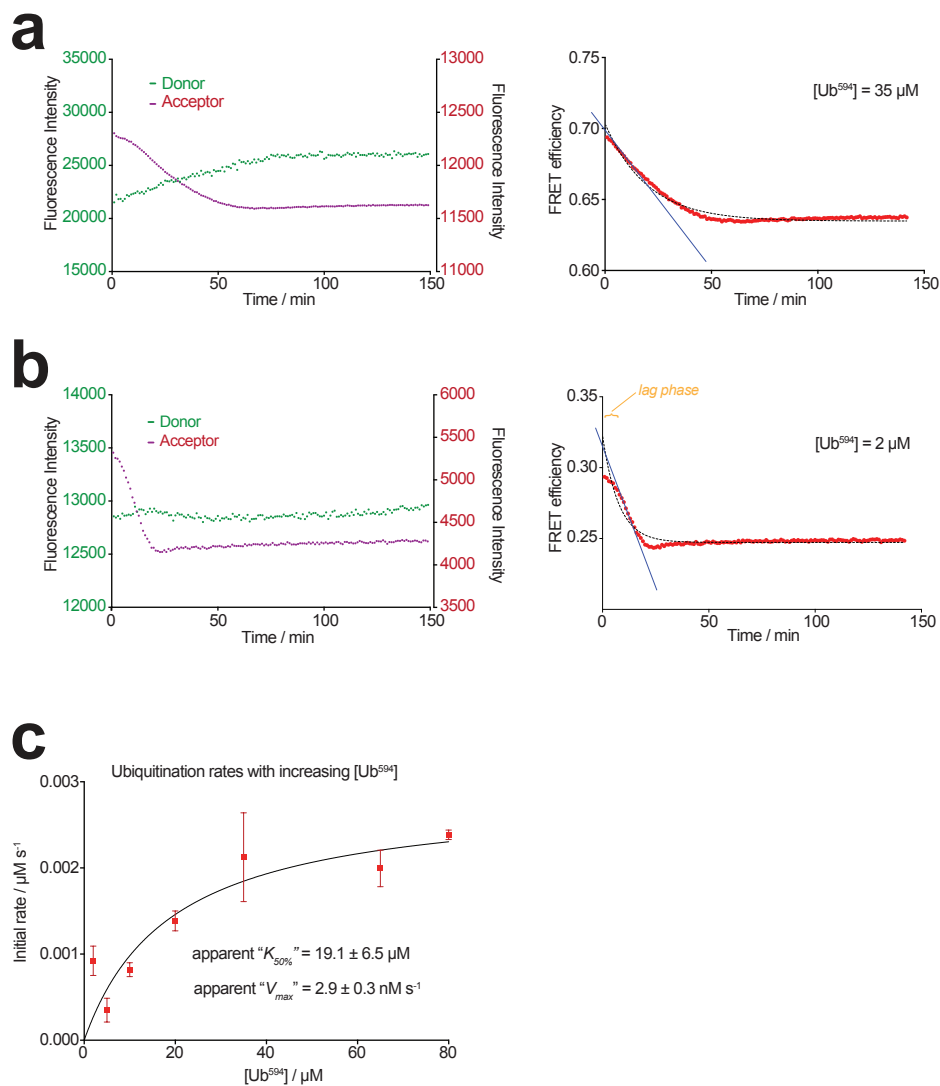 a
35000
30000
25000
20000
15000
Fluorescence Intensity
Donor
Acceptor
13000
12500
12000
11500
11000
Fluorescence Intensity
0
50
100
150
Time / min
0.75
0.70
0.65
0.60
FRET efficiency
[Ub⁵⁹⁴] = 35 µM
0
50
100
150
Time / min
b
14000
13500
13000
12500
12000
Fluorescence Intensity
Donor
Acceptor
6000
5500
5000
4500
4000
3500
Fluorescence Intensity
0
50
100
150
Time / min
lag phase
0.35
0.30
0.25
FRET efficiency
[Ub⁵⁹⁴] = 2 µM
0
50
100
150
Time / min
c
Ubiquitination rates with increasing [Ub⁵⁹⁴]
0.003
0.002
0.001
0.000
Initial rate / µM s⁻¹
apparent “K50%” = 19.1 ± 6.5 µM
apparent “Vmax” = 2.9 ± 0.3 nM s⁻¹
0
20
40
60
80
[Ub⁵⁹⁴] / µM